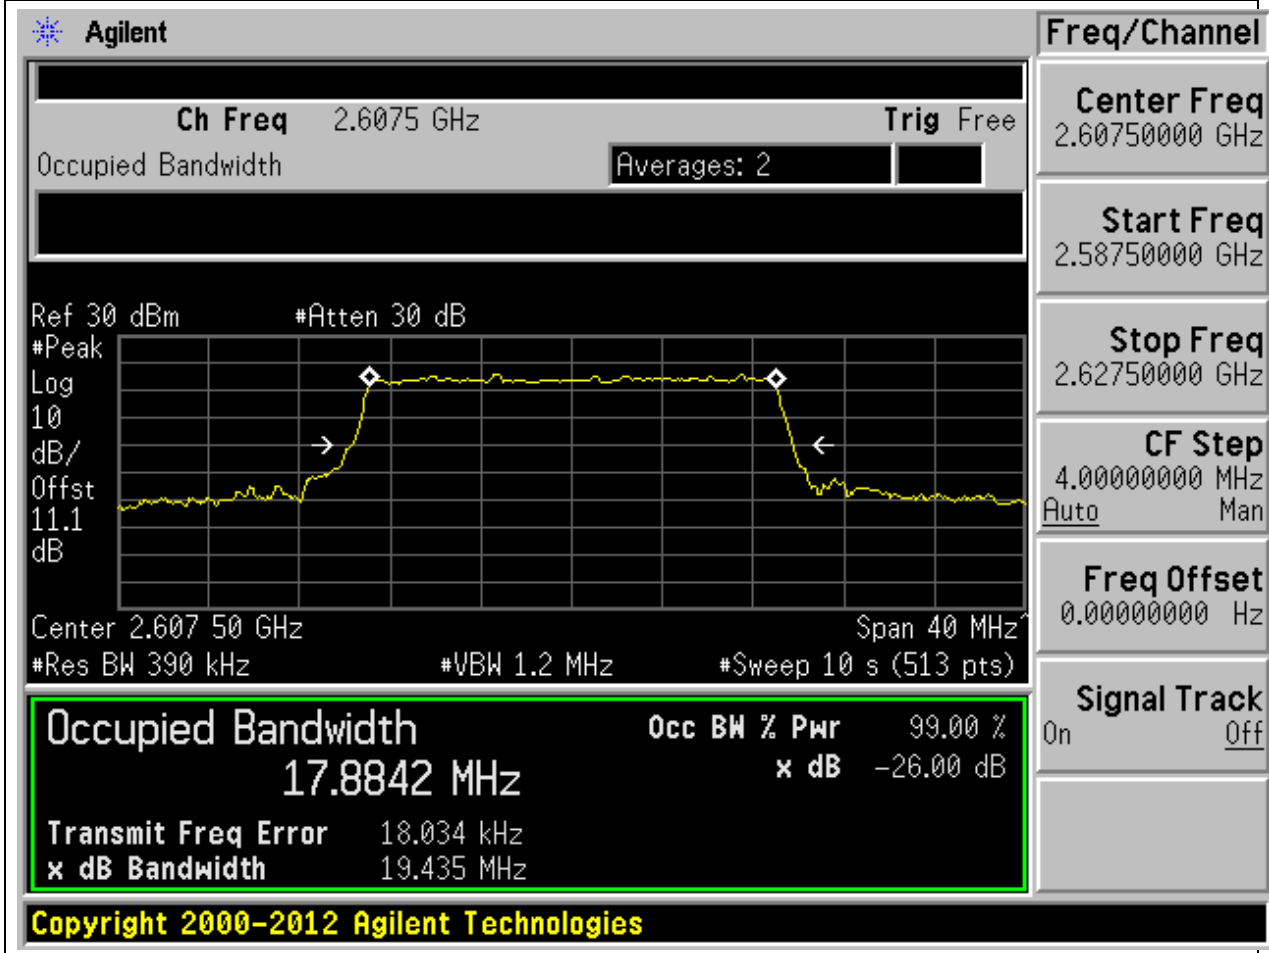 Agilent
Freq/Channel
Ch Freq 2.6075 GHz Trig Free
Occupied Bandwidth Averages: 2
Center Freq
2.60750000 GHz
Start Freq
2.58750000 GHz
Stop Freq
2.62750000 GHz
CF Step
4.00000000 MHz
Auto Man
Freq Offset
0.00000000 Hz
Signal Track
On Off
Ref 30 dBm #Atten 30 dB
#Peak
Log
10
dB/
Offst
11.1
dB
Center 2.607 50 GHz Span 40 MHz^
#Res BW 390 kHz #VBW 1.2 MHz #Sweep 10 s (513 pts)
Occupied Bandwidth Occ BW % Pwr 99.00 %
17.8842 MHz x dB -26.00 dB
Transmit Freq Error 18.034 kHz
x dB Bandwidth 19.435 MHz
Copyright 2000-2012 Agilent Technologies